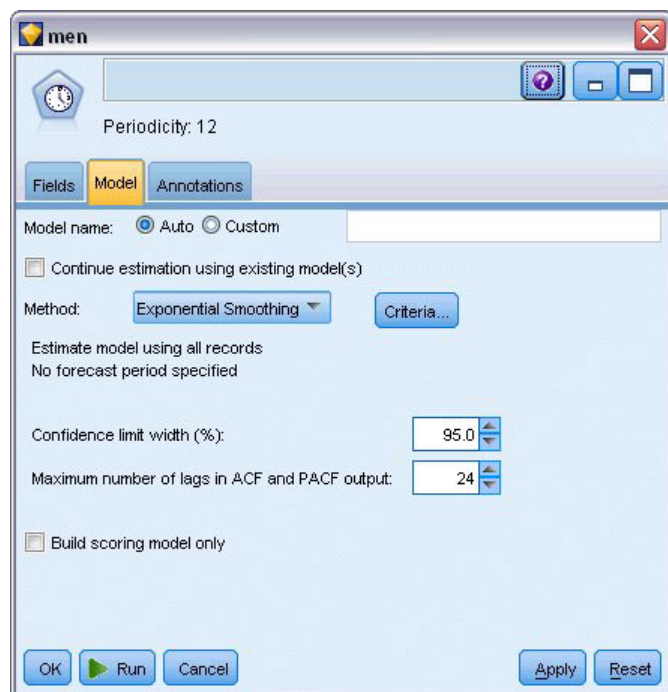 men
?
Periodicity: 12
Fields Model Annotations
Model name: Auto Custom
Continue estimation using existing model(s)
Method: Exponential Smoothing Criteria...
Estimate model using all records
No forecast period specified
Confidence limit width (%): 95.0
Maximum number of lags in ACF and PACF output: 24
Build scoring model only
OK Run Cancel Apply Reset